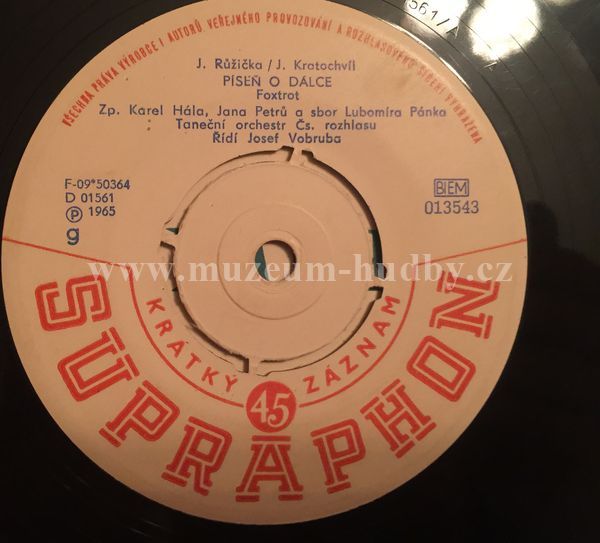 VŠECHNA PRÁVA VÝROBCE I AUTORŮ VEŘEJNÉHO PROVOZOVÁNÍ A ROZHLASOVÉHO ŠÍŘENÍ VYHRAZENA
J. Růžička/J. Kratochvíl
PÍSEŇ O DÁLCE
Foxtrot
Zp. Karel Hála, Jana Petrů a sbor Lubomíra Pánka
Taneční orchestr Čs. rozhlasu
Řídí Josef Vobruba
F-09*50364
D 01561
Ⓟ 1965
g
BIEM
013543
www.muzeum-hudby.cz
KRÁTKÝ 45 ZÁZNAM
SUPRAPHON